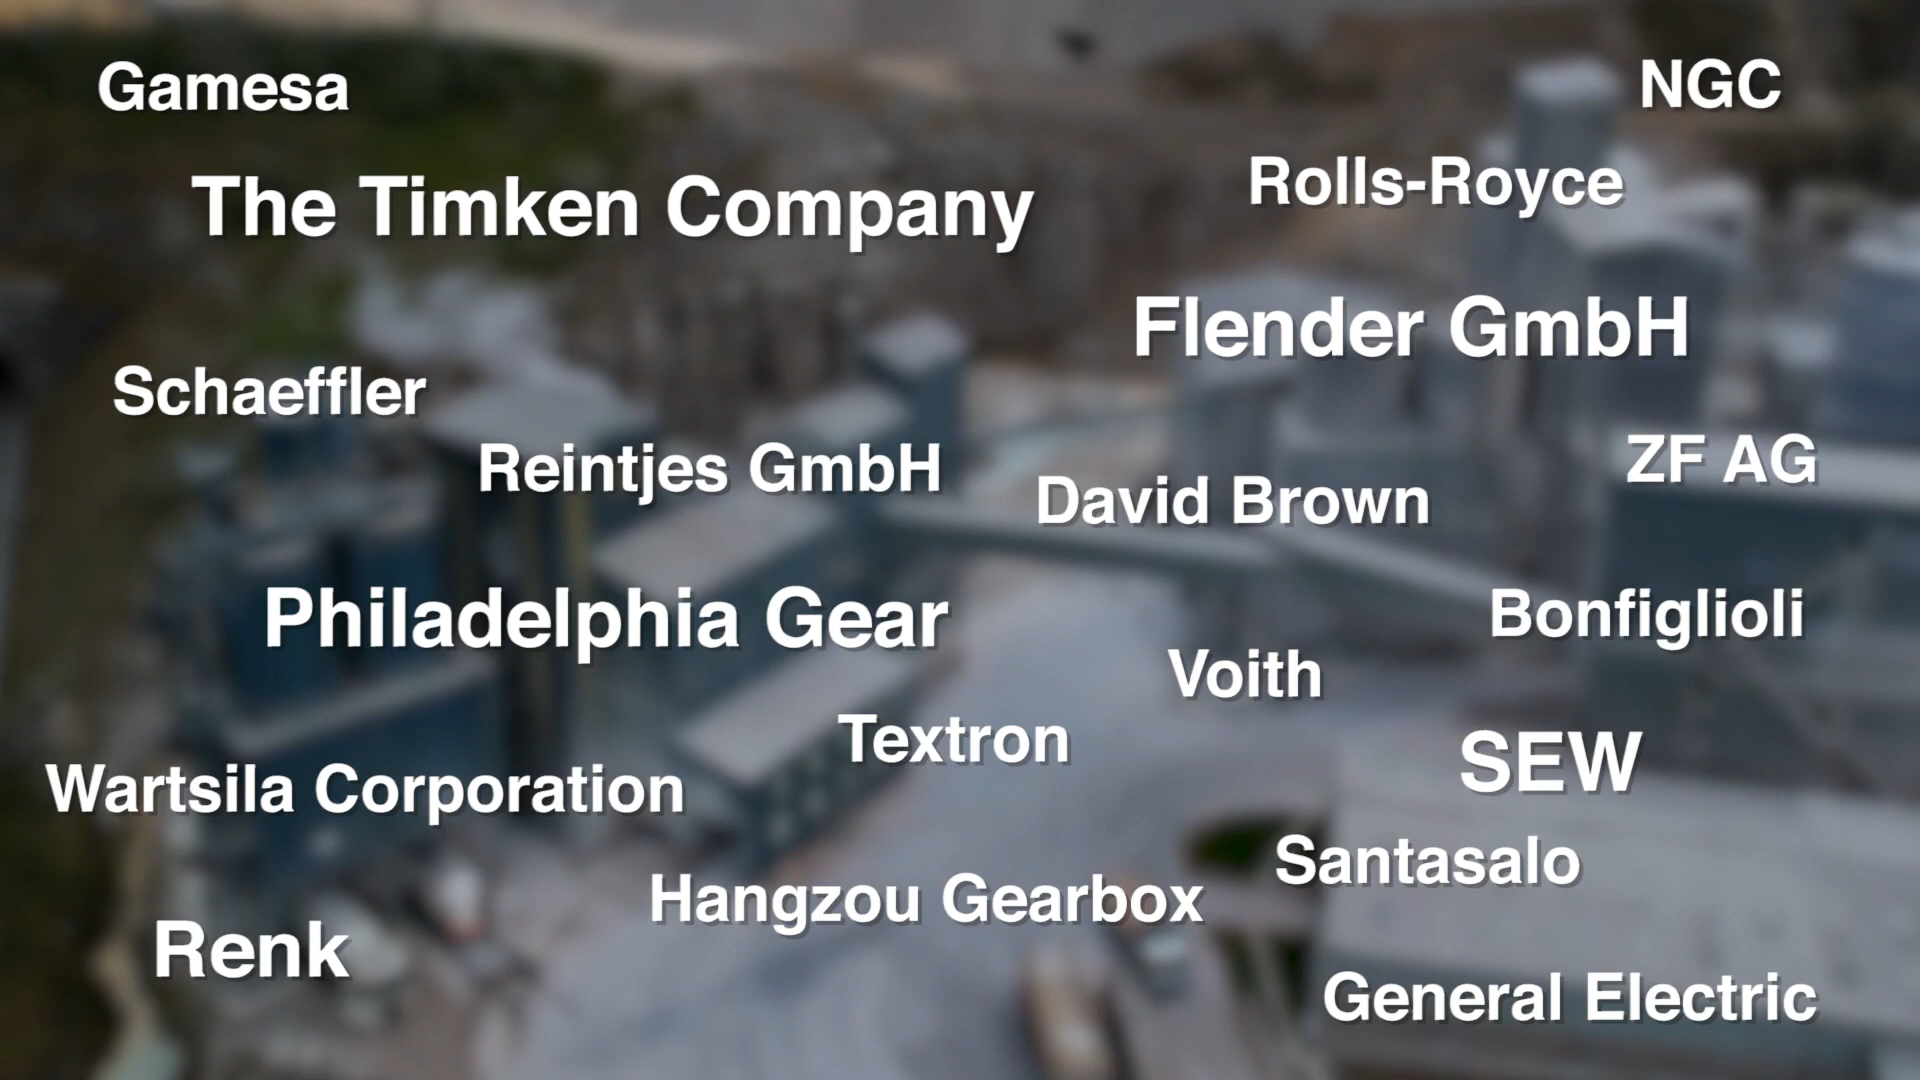 Gamesa
NGC
The Timken Company
Rolls-Royce
Flender GmbH
Schaeffler
Reintjes GmbH
David Brown
ZF AG
Philadelphia Gear
Bonfiglioli
Voith
Textron
SEW
Wartsila Corporation
Santasalo
Hangzou Gearbox
Renk
General Electric